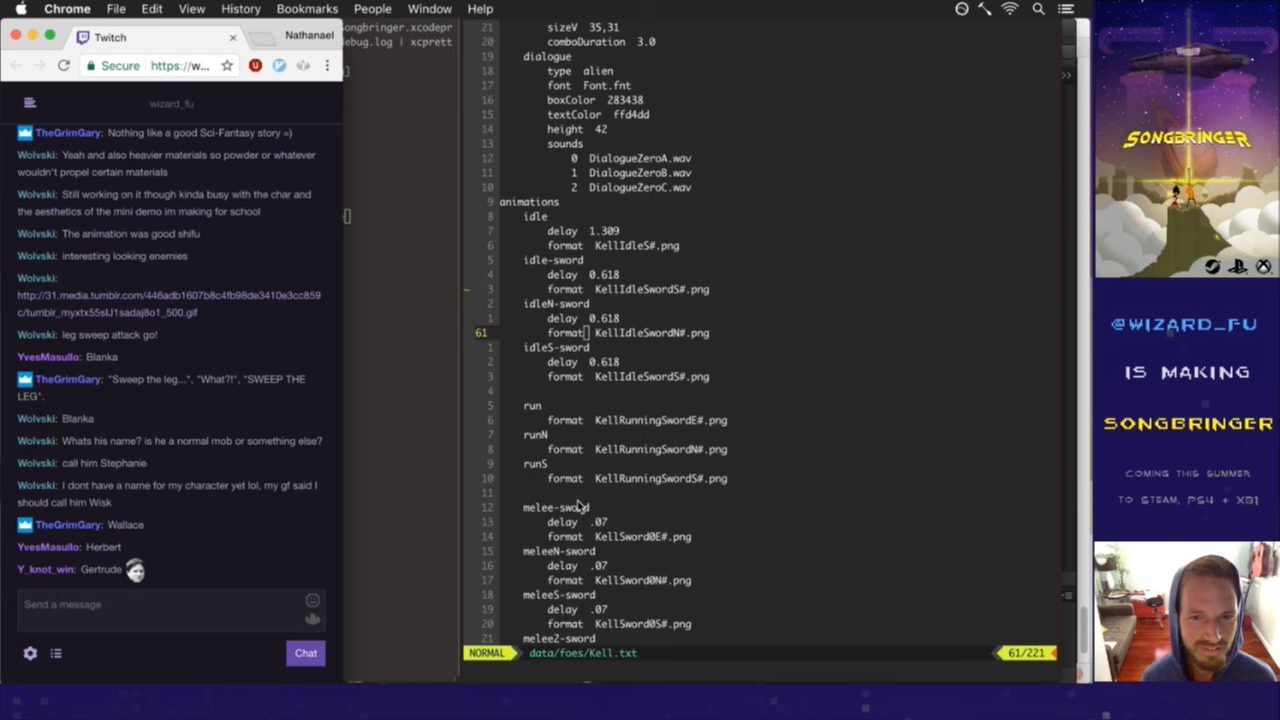 Chrome File Edit View History Bookmarks People Window Help
Twitch
Nathanael
Secure https://w...
wizard_fu
TheGrimGary: Nothing like a good Sci-Fantasy story =)
Wolvski: Yeah and also heavier materials so powder or whatever
wouldn't propel certain materials
Wolvski: Still working on it though kinda busy with the char and
the aesthetics of the mini demo im making for school
Wolvski: The animation was good shifu
Wolvski: interesting looking enemies
Wolvski:
http://31.media.tumblr.com/446adb1607b8c4fb98de3410e3cc859
c/tumblr_myxtx55sIJ1sadaj8o1_500.gif
Wolvski: leg sweep attack go!
YvesMasullo: Blanka
TheGrimGary: "Sweep the leg...", "What?!", "SWEEP THE
LEG".
Wolvski: Blanka
Wolvski: Whats his name? is he a normal mob or something else?
Wolvski: call him Stephanie
Wolvski: I dont have a name for my character yet lol, my gf said I
should call him Wisk
TheGrimGary: Wallace
YvesMasullo: Herbert
Y_knot_win: Gertrude
Send a message
Chat
ongbringer.xcodepr
ebug.log | xcprett
21 sizeV 35,31
20 comboDuration 3.0
19 dialogue
18 type alien
17 font Font.fnt
16 boxColor 283438
15 textColor ffd4dd
14 height 42
13 sounds
12 0 DialogueZeroA.wav
11 1 DialogueZeroB.wav
10 2 DialogueZeroC.wav
9 animations
8 idle
7 delay 1.309
6 format KellIdleS#.png
5 idle-sword
4 delay 0.618
~ 3 format KellIdleSwordS#.png
2 idleN-sword
1 delay 0.618
61 format KellIdleSwordN#.png
1 idleS-sword
2 delay 0.618
3 format KellIdleSwordS#.png
4
5 run
6 format KellRunningSwordE#.png
7 runN
8 format KellRunningSwordN#.png
9 runS
10 format KellRunningSwordS#.png
11
12 melee-sword
13 delay .07
14 format KellSword0E#.png
15 meleeN-sword
16 delay .07
17 format KellSword0N#.png
18 meleeS-sword
19 delay .07
20 format KellSword0S#.png
21 melee2-sword
NORMAL data/foes/Kell.txt 61/221
SONGBRINGER
@WIZARD_FU
IS MAKING
SONGBRINGER
COMING THIS SUMMER
TO STEAM, PS4 + XB1